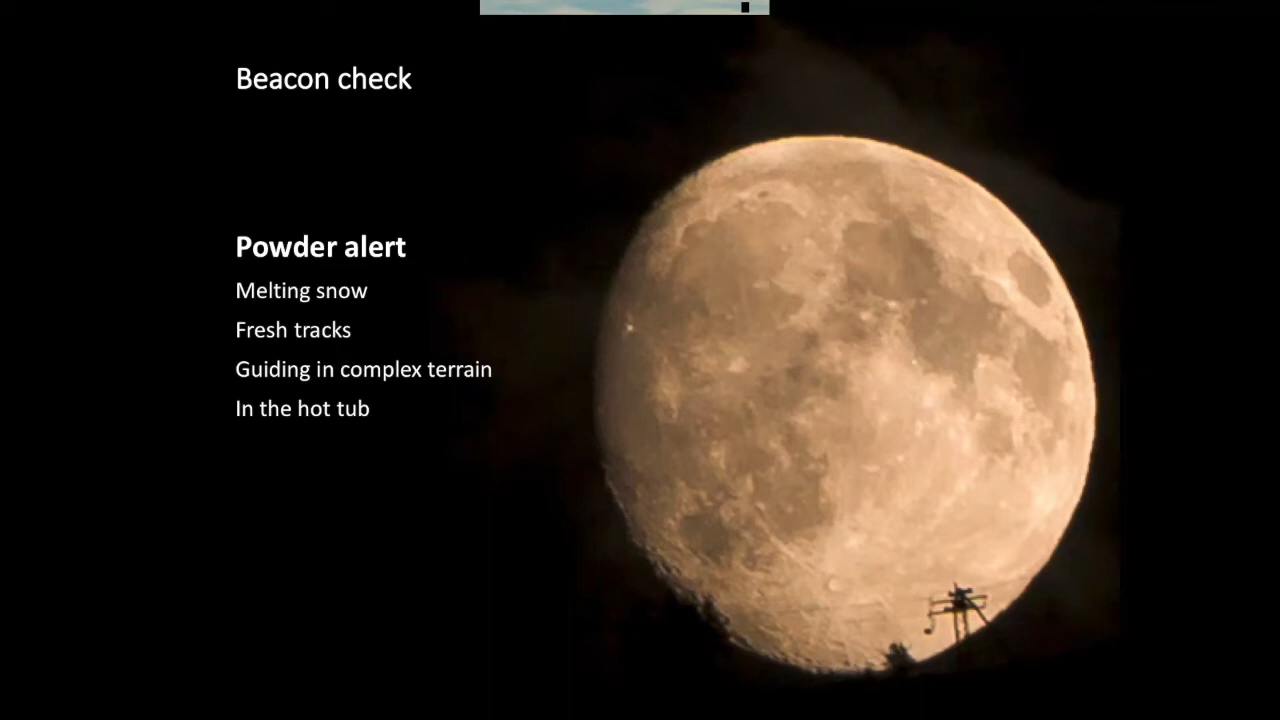 Beacon check
Powder alert
Melting snow
Fresh tracks
Guiding in complex terrain
In the hot tub